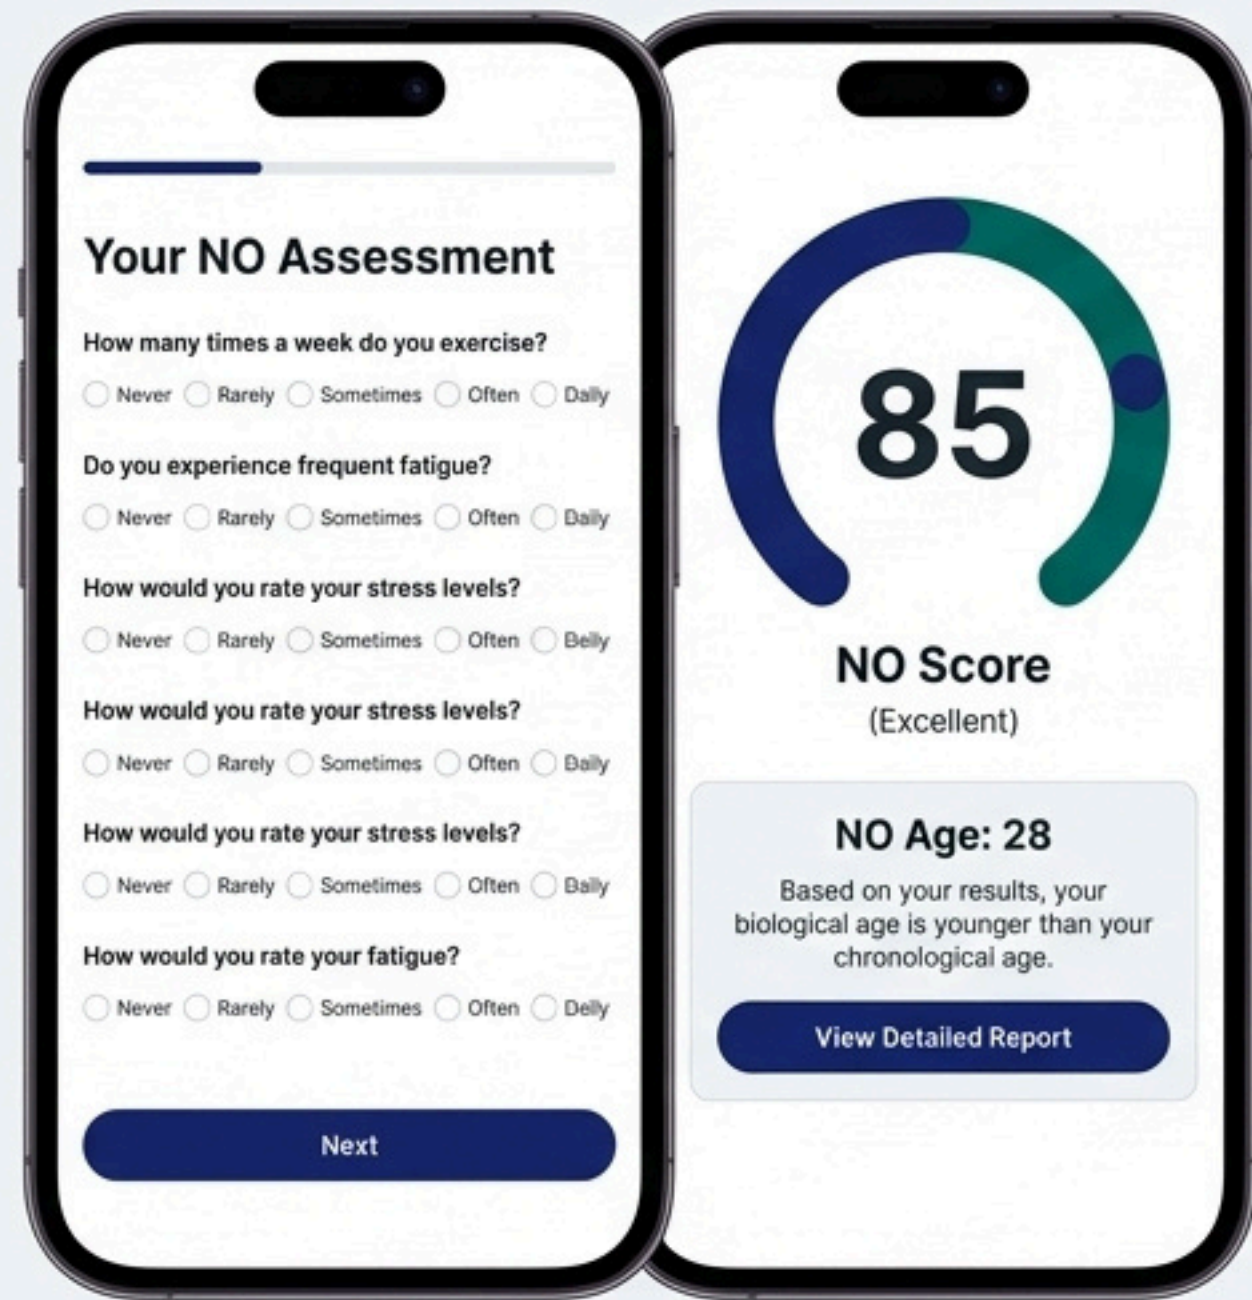 Your NO Assessment
How many times a week do you exercise?
Never Rarely Sometimes Often Dally
Do you experience frequent fatigue?
Never Rarely Sometimes Often Daily
How would you rate your stress levels?
Never Rarely Sometimes Often Belly
How would you rate your stress levels?
Never Rarely Sometimes Often Baily
How would you rate your stress levels?
Never Rarely Sometimes Often Baily
How would you rate your fatigue?
Never Rarely Sometimes Often Delly
Next
85
NO Score
(Excellent)
NO Age: 28
Based on your results, your
biological age is younger than your
chronological age.
View Detailed Report